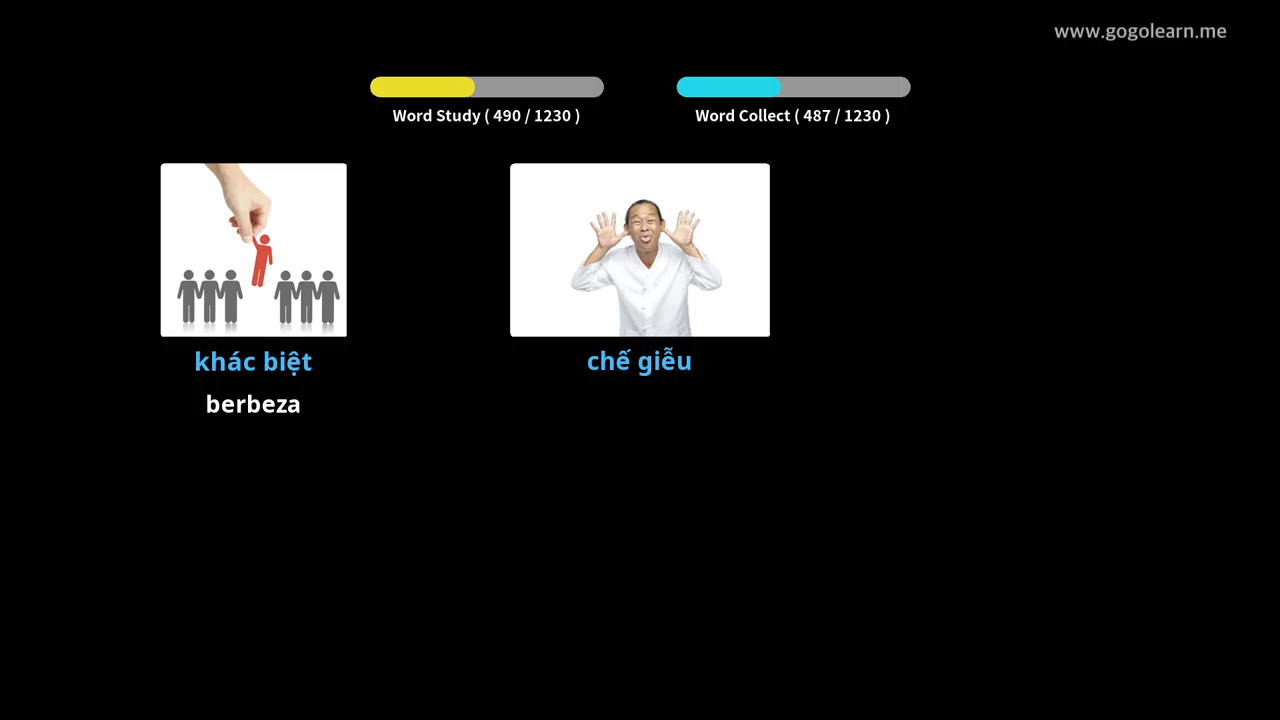 www.gogolearn.me
Word Study ( 490 / 1230 )
Word Collect ( 487 / 1230 )
khác biệt
berbeza
chế giễu